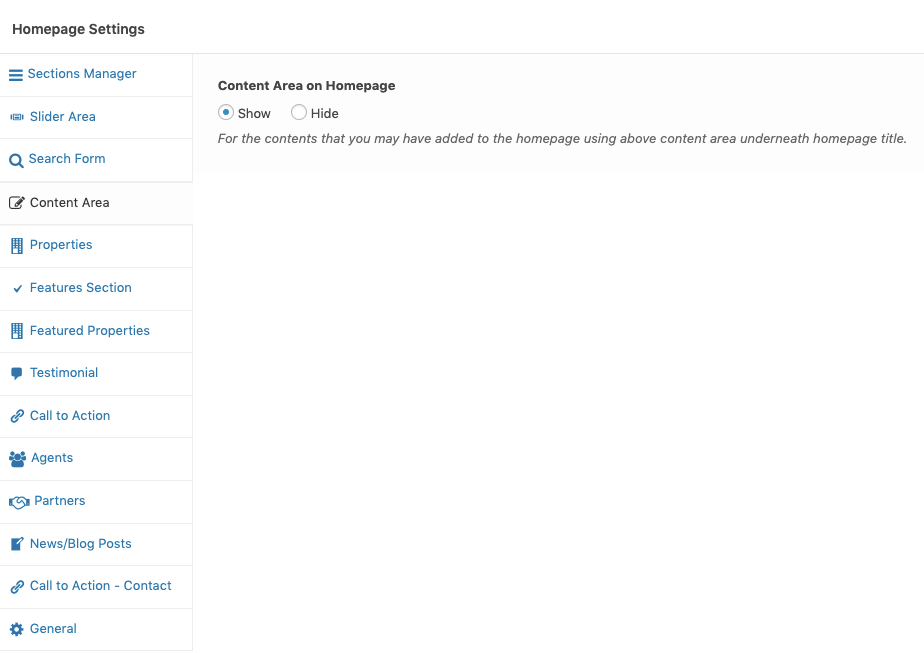 Homepage Settings
Sections Manager
Slider Area
Search Form
Content Area
Properties
Features Section
Featured Properties
Testimonial
Call to Action
Agents
Partners
News/Blog Posts
Call to Action - Contact
General
Content Area on Homepage
Show Hide
For the contents that you may have added to the homepage using above content area underneath homepage title.